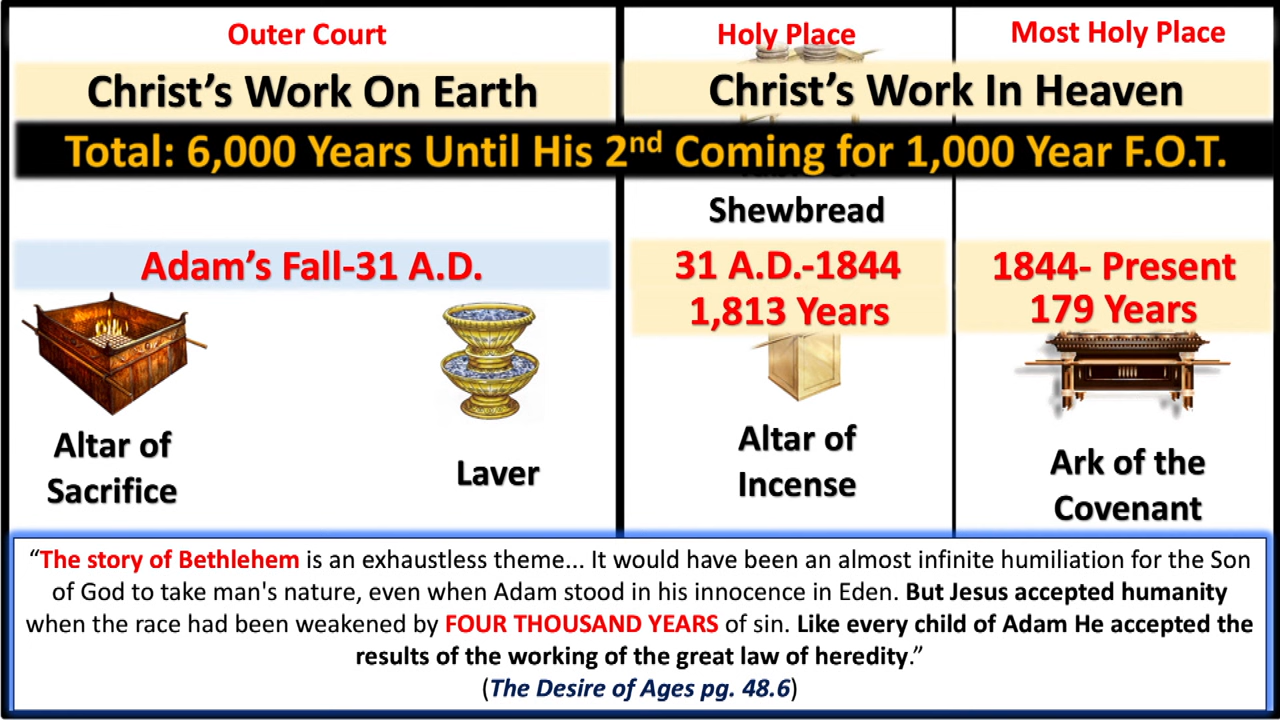 Outer Court
Holy Place
Most Holy Place
Christ’s Work On Earth
Christ’s Work In Heaven
Total: 6,000 Years Until His 2nd Coming for 1,000 Year F.O.T.
Shewbread
Adam’s Fall-31 A.D.
31 A.D.-1844
1,813 Years
1844- Present
179 Years
Altar of
Sacrifice
Laver
Altar of
Incense
Ark of the
Covenant
“The story of Bethlehem is an exhaustless theme... It would have been an almost infinite humiliation for the Son
of God to take man's nature, even when Adam stood in his innocence in Eden. But Jesus accepted humanity
when the race had been weakened by FOUR THOUSAND YEARS of sin. Like every child of Adam He accepted the
results of the working of the great law of heredity.”
(The Desire of Ages pg. 48.6)